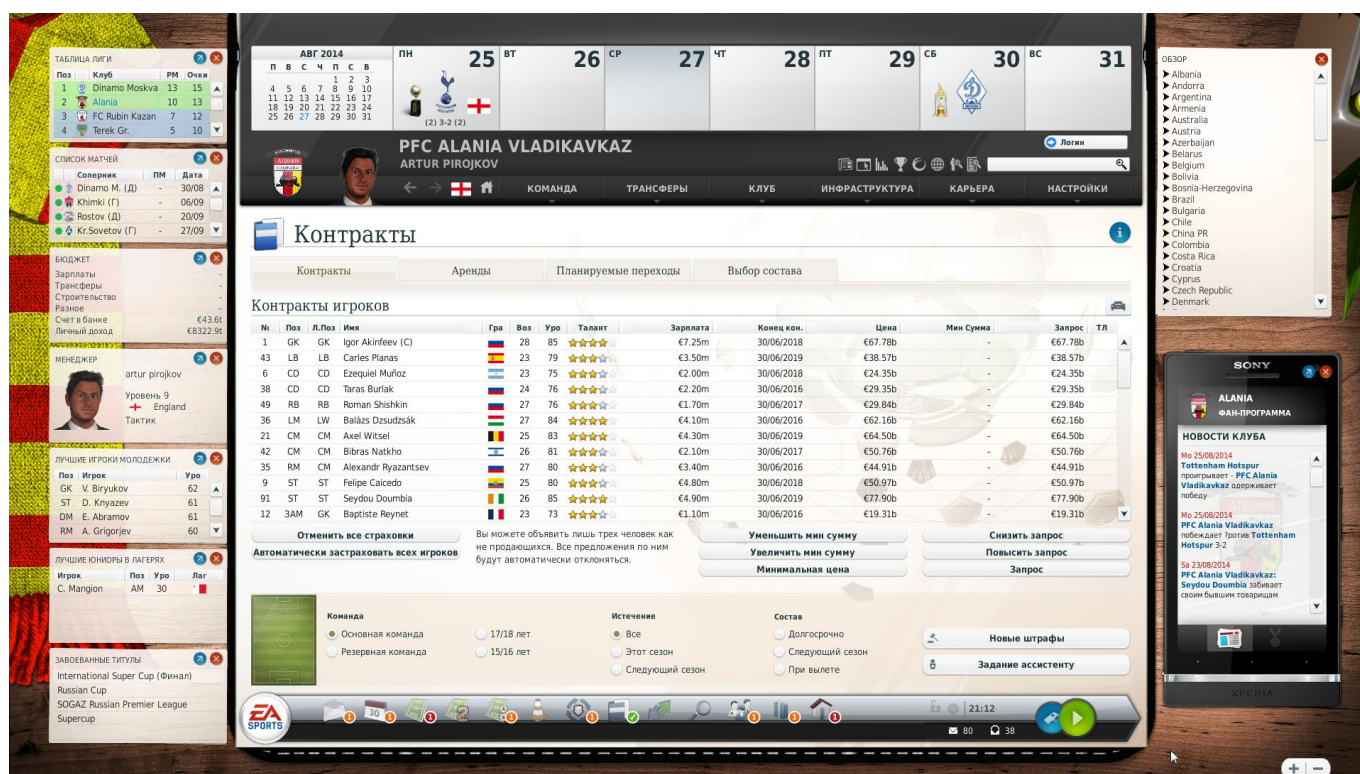 ТАБЛИЦА ЛИГИ
Поз Клуб РМ Очки
1 Dinamo Moskva 13 15
2 Alania 10 13
3 FC Rubin Kazan 7 12
4 Terek Gr. 5 10
СПИСОК МАТЧЕЙ
Соперник ПМ Дата
Dinamo M. (Д) - 30/08
Khimki (Г) - 06/09
Rostov (Д) - 20/09
Kr.Sovetov (Г) - 27/09
БЮДЖЕТ
Зарплаты -
Трансферы -
Строительство -
Разное -
Счет в банке €43.6t
Личный доход €8322.9t
МЕНЕДЖЕР
artur pirojkov
Уровень 9
England
Тактик
ЛУЧШИЕ ИГРОКИ МОЛОДЕЖКИ
Поз Игрок Уро
GK V. Biryukov 62
ST D. Knyazev 61
DM E. Abramov 61
RM A. Grigorjev 60
ЛУЧШИЕ ЮНИОРЫ В ЛАГЕРЯХ
Игрок Поз Уро Лаг
C. Mangion AM 30
ЗАВОЕВАННЫЕ ТИТУЛЫ
International Super Cup (Финал)
Russian Cup
SOGAZ Russian Premier League
Supercup
АВГ 2014
П В С Ч П С В
1 2 3
4 5 6 7 8 9 10
11 12 13 14 15 16 17
18 19 20 21 22 23 24
25 26 27 28 29 30 31
ПН 25 ВТ 26 СР 27 ЧТ 28 ПТ 29 СБ 30 ВС 31
(2) 3-2 (2)
PFC ALANIA VLADIKAVKAZ
ARTUR PIROJKOV
Логин
КОМАНДА ТРАНСФЕРЫ КЛУБ ИНФРАСТРУКТУРА КАРЬЕРА НАСТРОЙКИ
Контракты
Контракты Аренды Планируемые переходы Выбор состава
Контракты игроков
№ Поз Л.Поз Имя Гра Воз Уро Талант Зарплата Конец кон. Цена Мин Сумма Запрос ТЛ
1 GK GK Igor Akinfeev (C) 28 85 €7.25m 30/06/2018 €67.78b - €67.78b
43 LB LB Carles Planas 23 79 €3.50m 30/06/2019 €38.57b - €38.57b
6 CD CD Ezequiel Muñoz 23 75 €2.00m 30/06/2018 €24.35b - €24.35b
38 CD CD Taras Burlak 24 76 €2.20m 30/06/2016 €29.35b - €29.35b
49 RB RB Roman Shishkin 27 76 €1.70m 30/06/2017 €29.84b - €29.84b
36 LM LW Balázs Dzsudzsák 27 84 €4.10m 30/06/2016 €62.16b - €62.16b
21 CM CM Axel Witsel 25 83 €4.30m 30/06/2019 €64.50b - €64.50b
42 CM CM Bibras Natkho 26 81 €2.10m 30/06/2017 €50.76b - €50.76b
35 RM CM Alexandr Ryazantsev 27 80 €3.40m 30/06/2016 €44.91b - €44.91b
9 ST ST Felipe Caicedo 25 80 €4.80m 30/06/2018 €50.97b - €50.97b
91 ST ST Seydou Doumbia 26 85 €4.90m 30/06/2019 €77.90b - €77.90b
12 ЗАМ GK Baptiste Reynet 23 73 €1.10m 30/06/2016 €19.31b - €19.31b
Отменить все страховки
Автоматически застраховать всех игроков
Вы можете объявить лишь трех человек как
не продающихся. Все предложения по ним
будут автоматически отклоняться.
Уменьшить мин сумму
Увеличить мин сумму
Минимальная цена
Снизить запрос
Повысить запрос
Запрос
Команда
Основная команда
Резервная команда
17/18 лет
15/16 лет
Истечение
Все
Этот сезон
Следующий сезон
Состав
Долгосрочно
Следующий сезон
При вылете
Новые штрафы
Задание ассистенту
EA
SPORTS
21:12
80 38
ОБЗОР
Albania
Andorra
Argentina
Armenia
Australia
Austria
Azerbaijan
Belarus
Belgium
Bolivia
Bosnia-Herzegovina
Brazil
Bulgaria
Chile
China PR
Colombia
Costa Rica
Croatia
Cyprus
Czech Republic
Denmark
SONY
ALANIA
ФАН-ПРОГРАММА
НОВОСТИ КЛУБА
Mo 25/08/2014
Tottenham Hotspur
проигрывает - PFC Alania
Vladikavkaz одерживает
победу
Mo 25/08/2014
PFC Alania Vladikavkaz
побеждает ?ротив Tottenham
Hotspur 3-2
Sa 23/08/2014
PFC Alania Vladikavkaz:
Seydou Doumbia забивает
своим бывшим товарищам
XPERIA